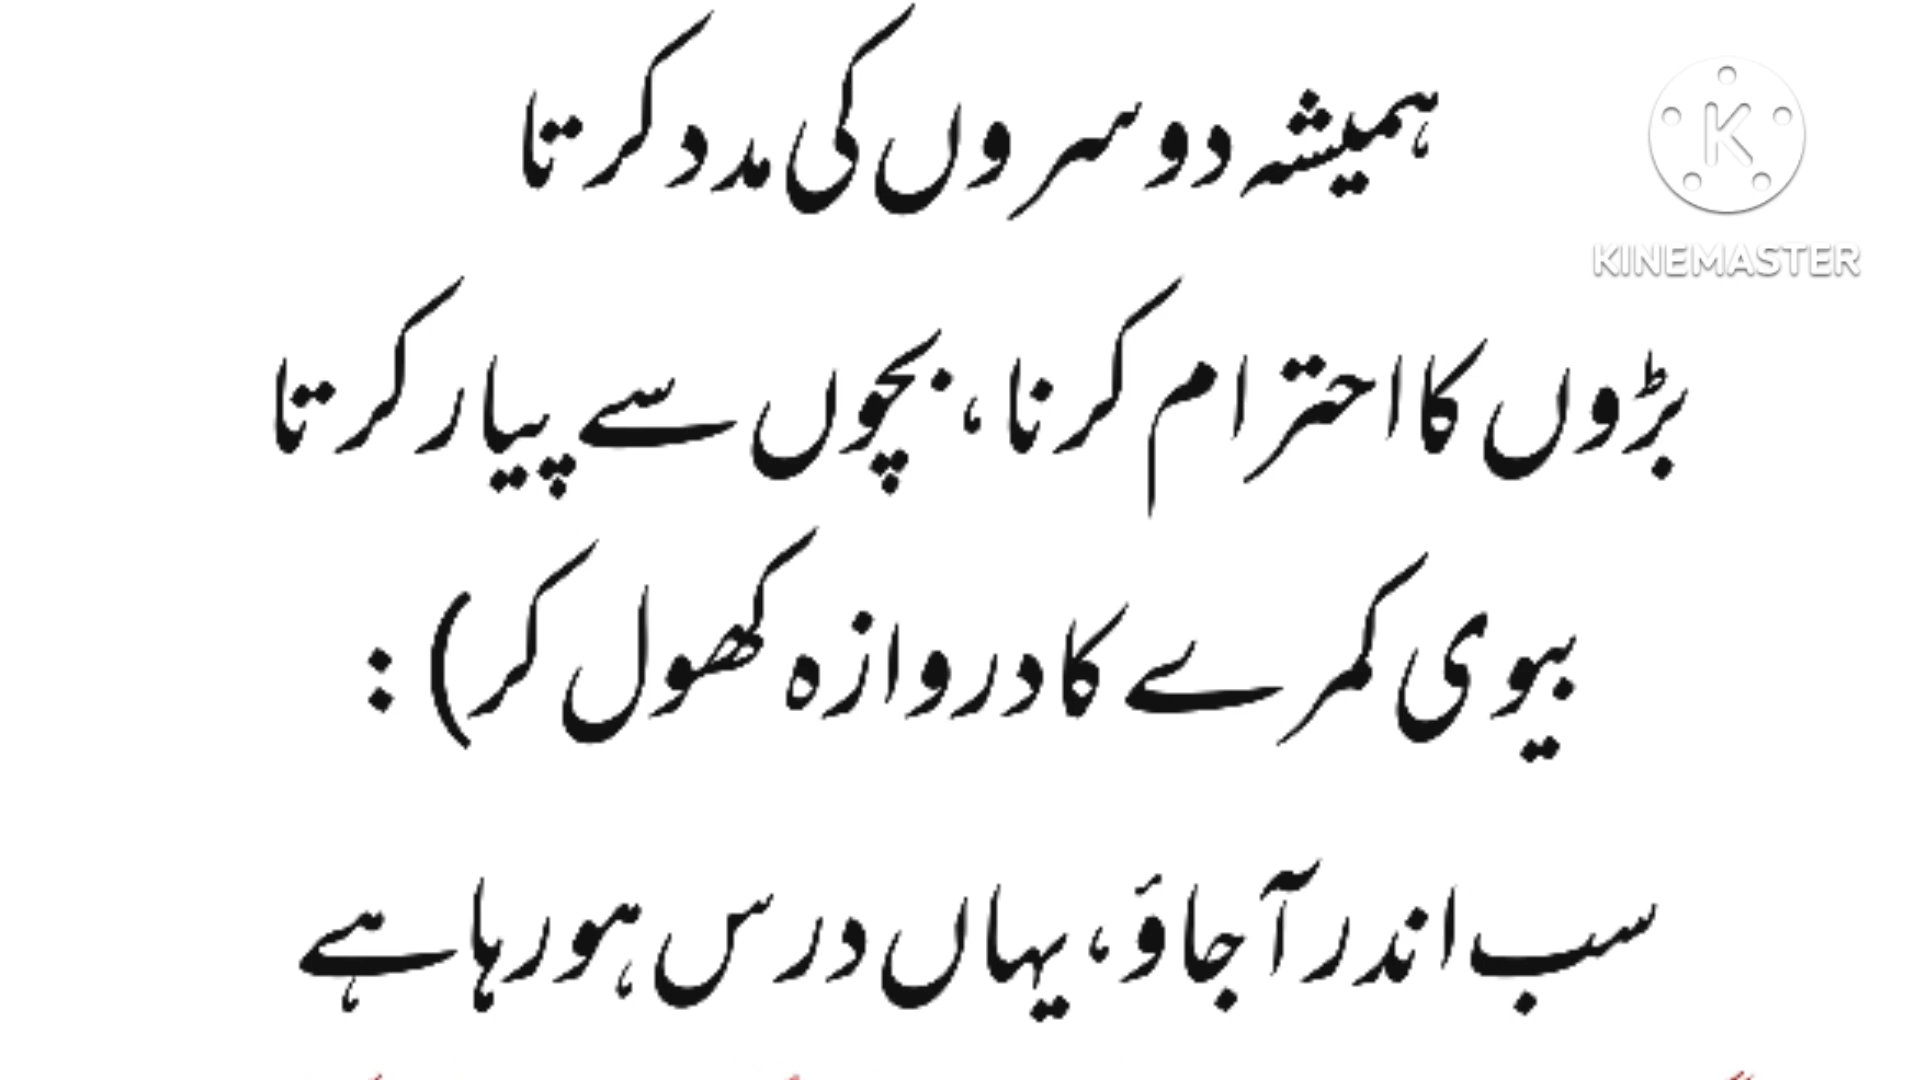 ہمیشہ دوسروں کی مدد کرتا
K
KINEMASTER
بڑوں کا احترام کرنا، بچوں سے پیار کرتا
بیوی کمرے کا دروازہ کھول کر) :
سب اندر آجاؤ، یہاں درس ہو رہا ہے